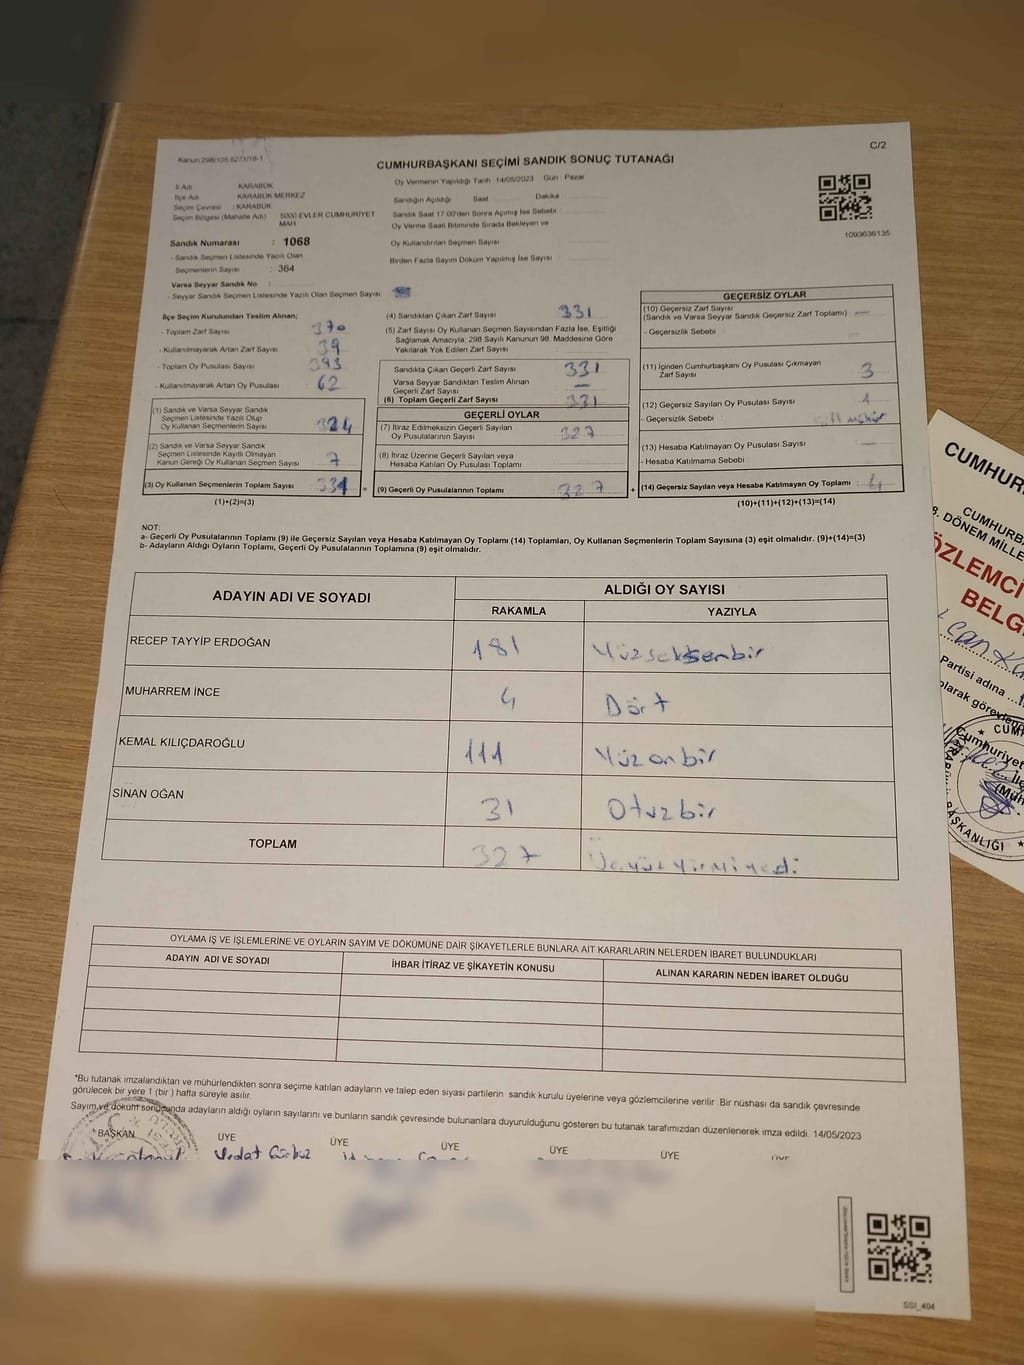 Kanun.298/105.6271/18-1
C/2
CUMHURBAŞKANI SEÇİMİ SANDIK SONUÇ TUTANAĞI
İl Adı KARABÜK
İlçe Adı : KARABÜK MERKEZ
Seçim Çevresi : KARABÜK
Seçim Bölgesi (Mahalle Adı) 5000 EVLER CUMHURİYET MAH
Sandık Numarası : 1068
- Sandık Seçmen Listesinde Yazılı Olan
Seçmenlerin Sayısı : 364
Varsa Seyyar Sandık No :
- Seyyar Sandık Seçmen Listesinde Yazılı Olan Seçmen Sayısı
Oy Vermenin Yapıldığı Tarih 14/05/2023 Gün : Pazar
Sandığın Açıldığı Saat Dakika
Sandık Saat 17:00'den Sonra Açılmış İse Sebebi
Oy Verme Saati Bitiminde Sırada Bekleyen ve
Oy Kullandırılan Seçmen Sayısı
Birden Fazla Sayım Döküm Yapılmış İse Sayısı
1093636135
İlçe Seçim Kurulundan Teslim Alınan;
- Toplam Zarf Sayısı 370
- Kullanılmayarak Artan Zarf Sayısı 39
- Toplam Oy Pusulası Sayısı 393
- Kullanılmayarak Artan Oy Pusulası 62
(1) Sandık ve Varsa Seyyar Sandık
Seçmen Listesinde Yazılı Olup
Oy Kullanan Seçmenlerin Sayısı 324
(2) Sandık ve Varsa Seyyar Sandık
Seçmen Listesinde Kayıtlı Olmayan
Kanun Gereği Oy Kullanan Seçmen Sayısı 7
(3) Oy Kullanan Seçmenlerin Toplam Sayısı 331 =
(1)+(2)=(3)
(4) Sandıktan Çıkan Zarf Sayısı 331
(5) Zarf Sayısı Oy Kullanan Seçmen Sayısından Fazla İse, Eşitliği
Sağlamak Amacıyla; 298 Sayılı Kanunun 98. Maddesine Göre
Yakılarak Yok Edilen Zarf Sayısı
Sandıkta Çıkan Geçerli Zarf Sayısı 331
Varsa Seyyar Sandıktan Teslim Alınan
Geçerli Zarf Sayısı —
(6) Toplam Geçerli Zarf Sayısı 331
GEÇERLİ OYLAR
(7) İtiraz Edilmeksizin Geçerli Sayılan
Oy Pusulalarının Sayısı 327
(8) İtiraz Üzerine Geçerli Sayılan veya
Hesaba Katılan Oy Pusulası Toplamı
(9) Geçerli Oy Pusulalarının Toplamı 327 +
GEÇERSİZ OYLAR
(10) Geçersiz Zarf Sayısı
(Sandık ve Varsa Seyyar Sandık Geçersiz Zarf Toplamı) —
- Geçersizlik Sebebi
(11) İçinden Cumhurbaşkanı Oy Pusulası Çıkmayan
Zarf Sayısı 3
(12) Geçersiz Sayılan Oy Pusulası Sayısı 1
- Geçersizlik Sebebi : mühür
(13) Hesaba Katılmayan Oy Pusulası Sayısı
- Hesaba Katılmama Sebebi
(14) Geçersiz Sayılan veya Hesaba Katılmayan Oy Toplamı : 4
(10)+(11)+(12)+(13)=(14)
NOT:
a- Geçerli Oy Pusulalarının Toplamı (9) ile Geçersiz Sayılan veya Hesaba Katılmayan Oy Toplamı (14) Toplamları, Oy Kullanan Seçmenlerin Toplam Sayısına (3) eşit olmalıdır. (9)+(14)=(3)
b- Adayların Aldığı Oyların Toplamı, Geçerli Oy Pusulalarının Toplamına (9) eşit olmalıdır.
ADAYIN ADI VE SOYADI
ALDIĞI OY SAYISI
RAKAMLA YAZIYLA
RECEP TAYYİP ERDOĞAN 181 Yüzseksenbir
MUHARREM İNCE 4 Dört
KEMAL KILIÇDAROĞLU 111 Yüzonbir
SİNAN OĞAN 31 Otuzbir
TOPLAM 327 Üçyüzyirmiyedi
OYLAMA İŞ VE İŞLEMLERİNE VE OYLARIN SAYIM VE DÖKÜMÜNE DAİR ŞİKAYETLERLE BUNLARA AİT KARARLARIN NELERDEN İBARET BULUNDUKLARI
ADAYIN ADI VE SOYADI İHBAR İTİRAZ VE ŞİKAYETİN KONUSU ALINAN KARARIN NEDEN İBARET OLDUĞU
*Bu tutanak imzalandıktan ve mühürlendikten sonra seçime katılan adayların ve talep eden siyasi partilerin sandık kurulu üyelerine veya gözlemcilerine verilir. Bir nüshası da sandık çevresinde
görülecek bir yere 1 (bir ) hafta süreyle asılır.
Sayım ve döküm sonucunda adayların aldığı oyların sayılarını ve bunların sandık çevresinde bulunanlara duyurulduğunu gösteren bu tutanak tarafımızdan düzenlenerek imza edildi. 14/05/2023
BAŞKAN ÜYE ÜYE ÜYE ÜYE ÜYE ÜYE
Vedat Gürbüz
SSI_404
CUMHUR
CUMHURB
8. DÖNEM MİLLE
ÖZLEMCİ
BELG
Partisi adına
olarak görevlen
Cumhuriyet
BAŞKANLIĞI